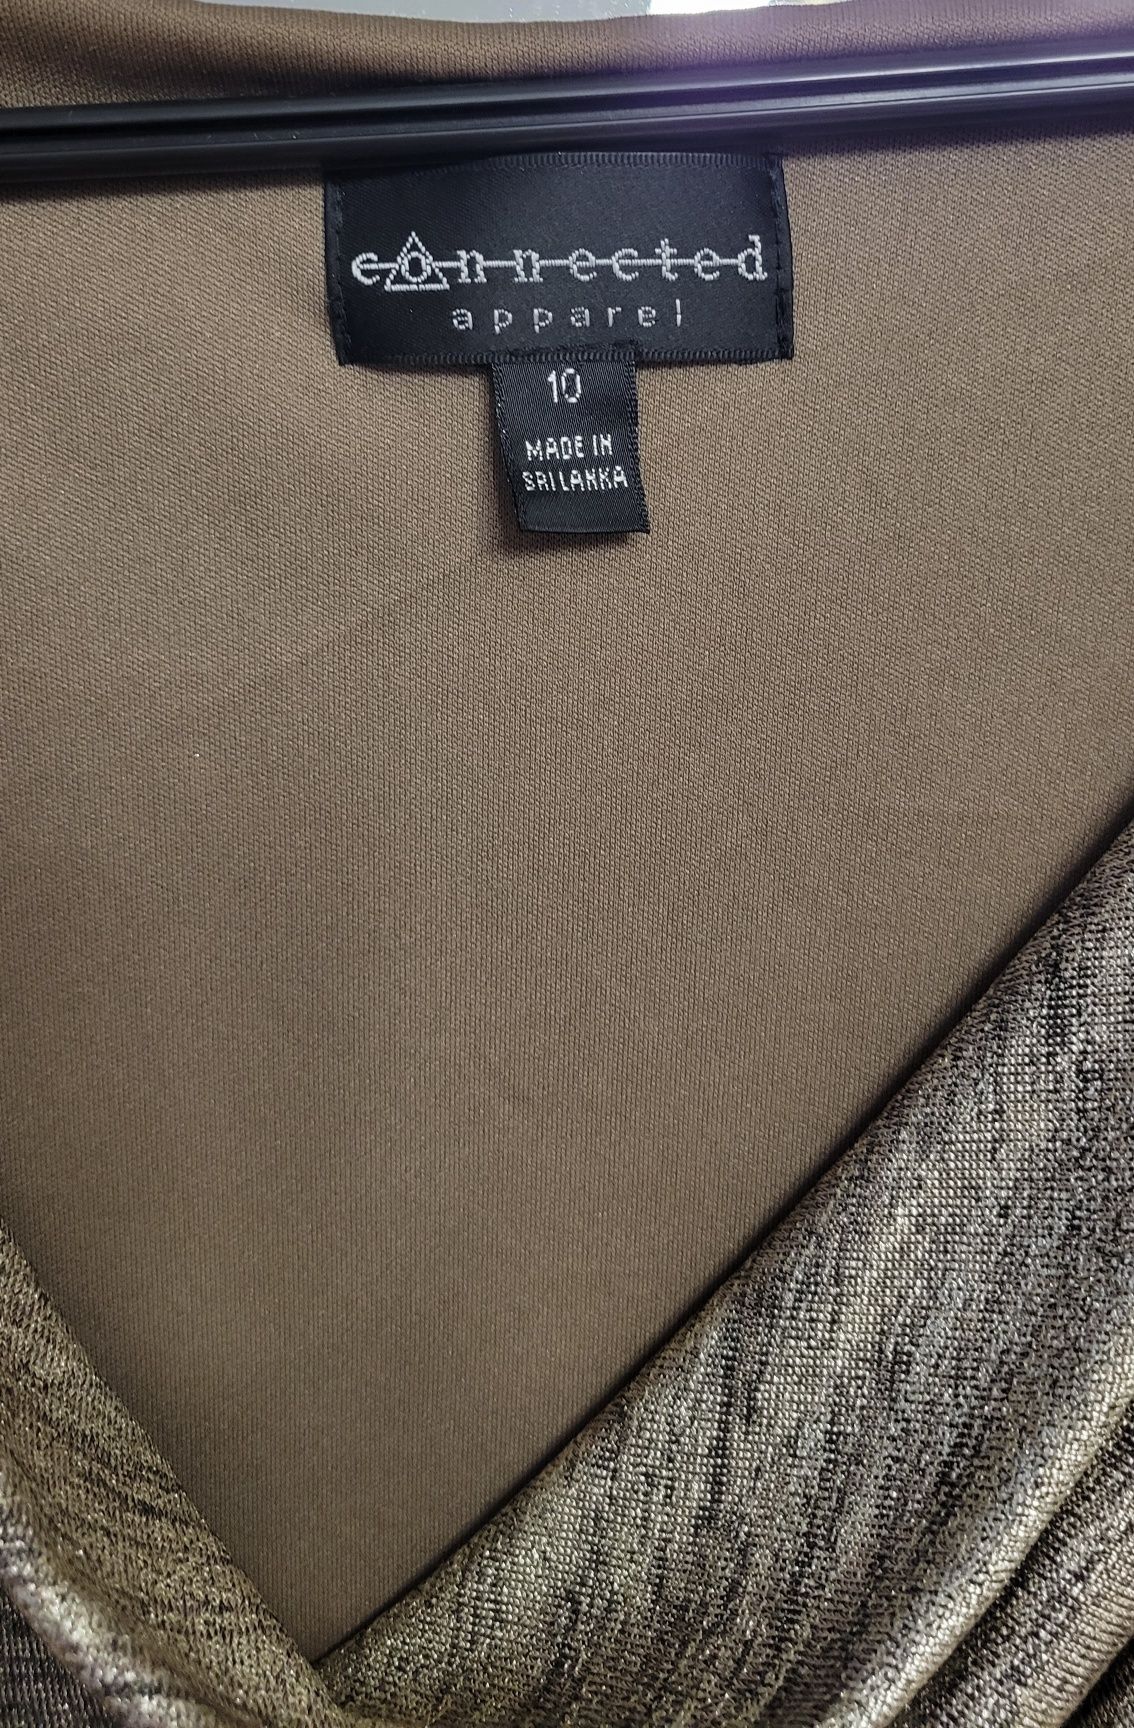 connected
apparel
10
MADE IN
SRI LANKA